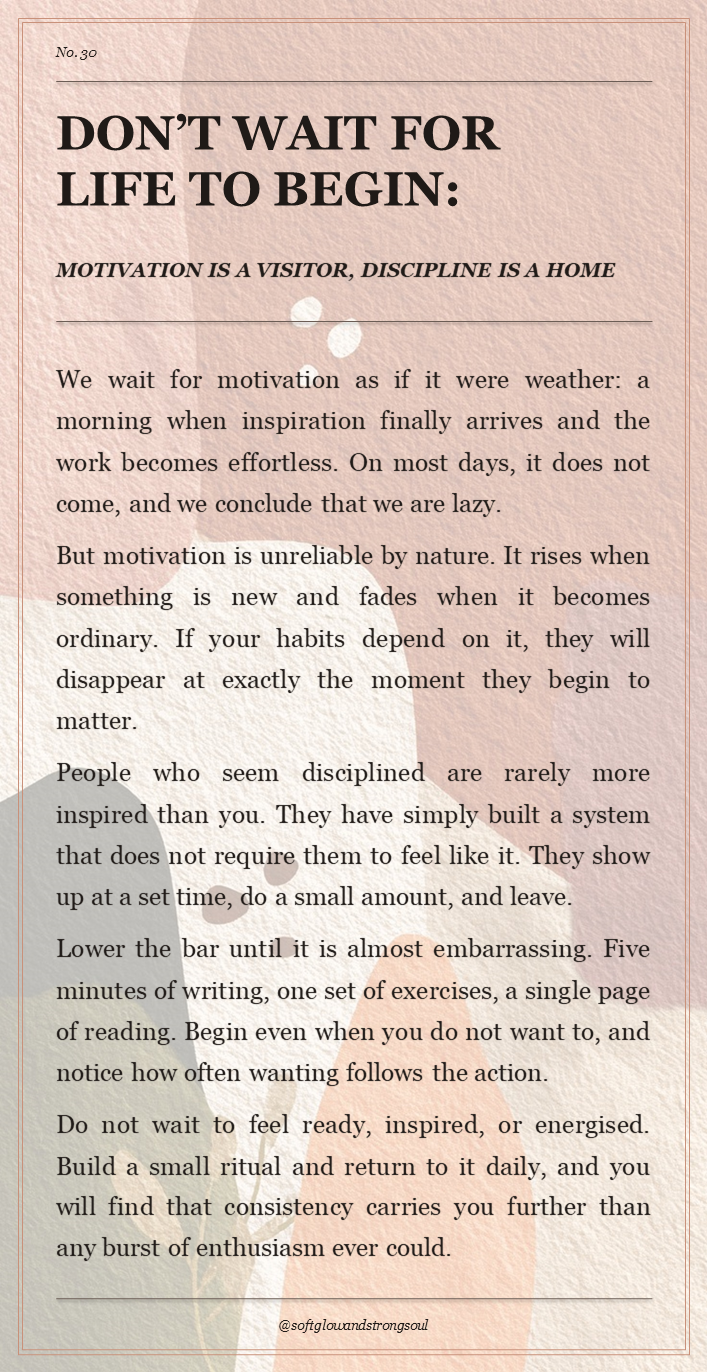 No. 30
DON’T WAIT FOR
LIFE TO BEGIN:
MOTIVATION IS A VISITOR, DISCIPLINE IS A HOME
We wait for motivation as if it were weather: a
morning when inspiration finally arrives and the
work becomes effortless. On most days, it does not
come, and we conclude that we are lazy.
But motivation is unreliable by nature. It rises when
something is new and fades when it becomes
ordinary. If your habits depend on it, they will
disappear at exactly the moment they begin to
matter.
People who seem disciplined are rarely more
inspired than you. They have simply built a system
that does not require them to feel like it. They show
up at a set time, do a small amount, and leave.
Lower the bar until it is almost embarrassing. Five
minutes of writing, one set of exercises, a single page
of reading. Begin even when you do not want to, and
notice how often wanting follows the action.
Do not wait to feel ready, inspired, or energised.
Build a small ritual and return to it daily, and you
will find that consistency carries you further than
any burst of enthusiasm ever could.
@softglowandstrongsoul